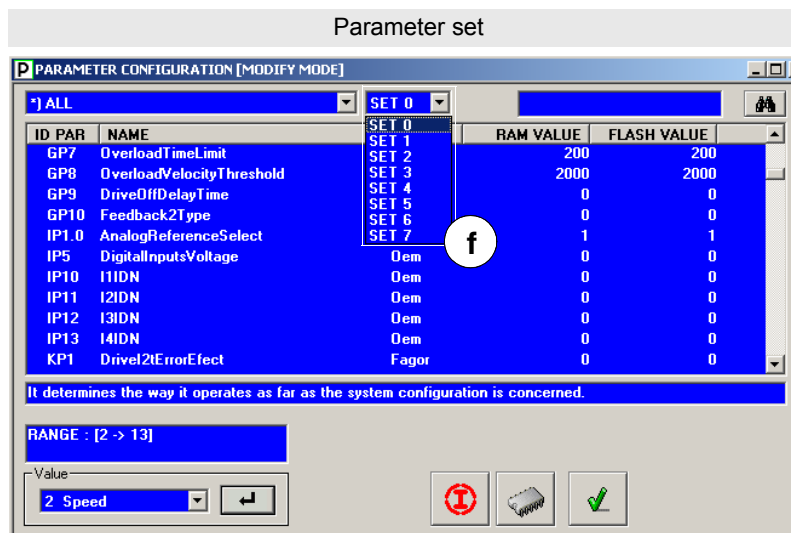 Parameter set
P PARAMETER CONFIGURATION [MODIFY MODE]
*) ALL SET 0
SET 0
SET 1
SET 2
SET 3
SET 4
SET 5
SET 6
SET 7
f
ID PAR NAME RAM VALUE FLASH VALUE
GP7 OverloadTimeLimit 200 200
GP8 OverloadVelocityThreshold 2000 2000
GP9 DriveOffDelayTime 0 0
GP10 Feedback2Type 0 0
IP1.0 AnalogReferenceSelect 1 1
IP5 DigitalInputsVoltage Oem 0 0
IP10 I1IDN Oem 0 0
IP11 I2IDN Oem 0 0
IP12 I3IDN Oem 0 0
IP13 I4IDN Oem 0 0
KP1 DriveI2tErrorEfect Fagor 0 0
It determines the way it operates as far as the system configuration is concerned.
RANGE : [2 -> 13]
Value
2 Speed